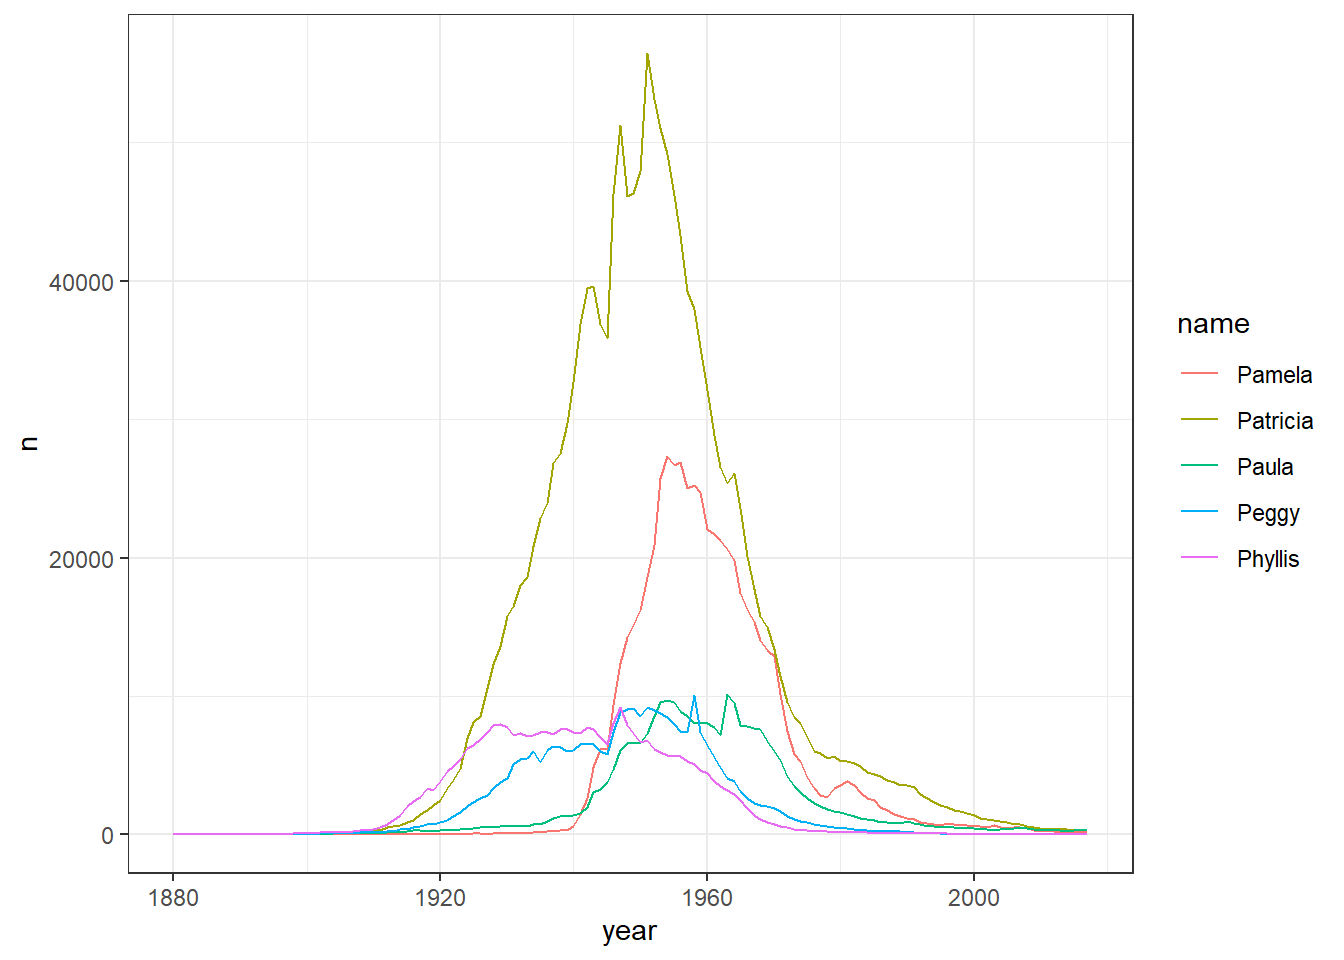 40000
20000
0
n
1880
1920
1960
2000
year
name
Pamela
Patricia
Paula
Peggy
Phyllis